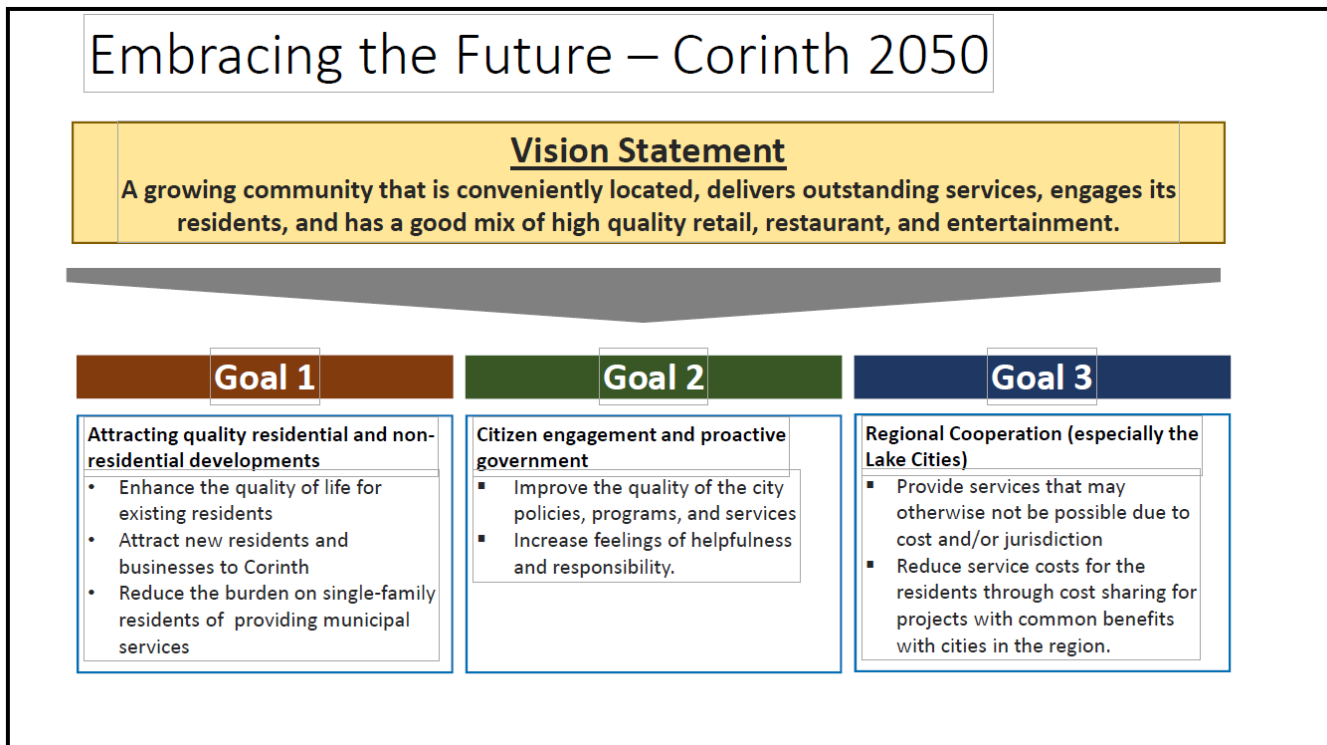 Embracing the Future – Corinth 2050
Vision Statement
A growing community that is conveniently located, delivers outstanding services, engages its
residents, and has a good mix of high quality retail, restaurant, and entertainment.
Goal 1
Attracting quality residential and non-
residential developments
• Enhance the quality of life for
existing residents
• Attract new residents and
businesses to Corinth
• Reduce the burden on single-family
residents of providing municipal
services
Goal 2
Citizen engagement and proactive
government
▪ Improve the quality of the city
policies, programs, and services
▪ Increase feelings of helpfulness
and responsibility.
Goal 3
Regional Cooperation (especially the
Lake Cities)
▪ Provide services that may
otherwise not be possible due to
cost and/or jurisdiction
▪ Reduce service costs for the
residents through cost sharing for
projects with common benefits
with cities in the region.